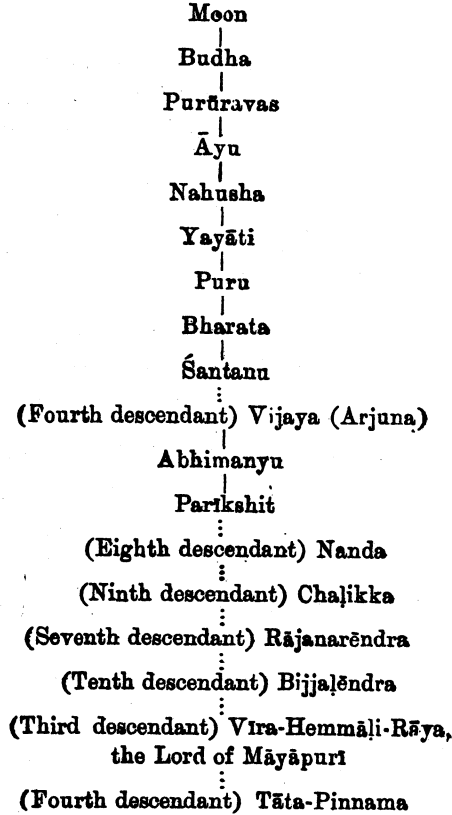 Moon
Budha
Purūravas
Āyu
Nahusha
Yayāti
Puru
Bharata
Śantanu
(Fourth descendant) Vijaya (Arjuna)
Abhimanyu
Parīkshit
(Eighth descendant) Nanda
(Ninth descendant) Chaḷikka
(Seventh descendant) Rājanarēndra
(Tenth descendant) Bijjaḷēndra
(Third descendant) Vīra-Hemmāḷi-Rāya,
the Lord of Māyāpurī
(Fourth descendant) Tāta-Pinnama